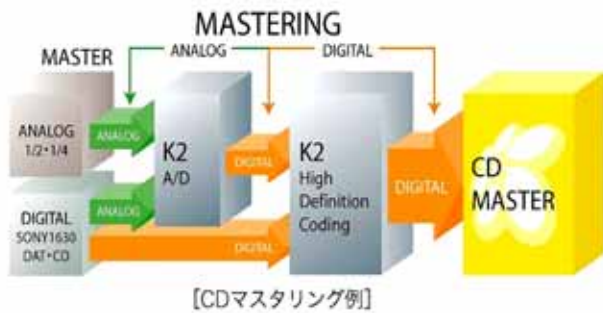 MASTERING
MASTER
ANALOG
DIGITAL
ANALOG
1/2・1/4
ANALOG
K2
A/D
DIGITAL
K2
High
Definition
Coding
DIGITAL
CD
MASTER
DIGITAL
SONY1630
DAT・CD
ANALOG
DIGITAL
[CDマスタリング例]